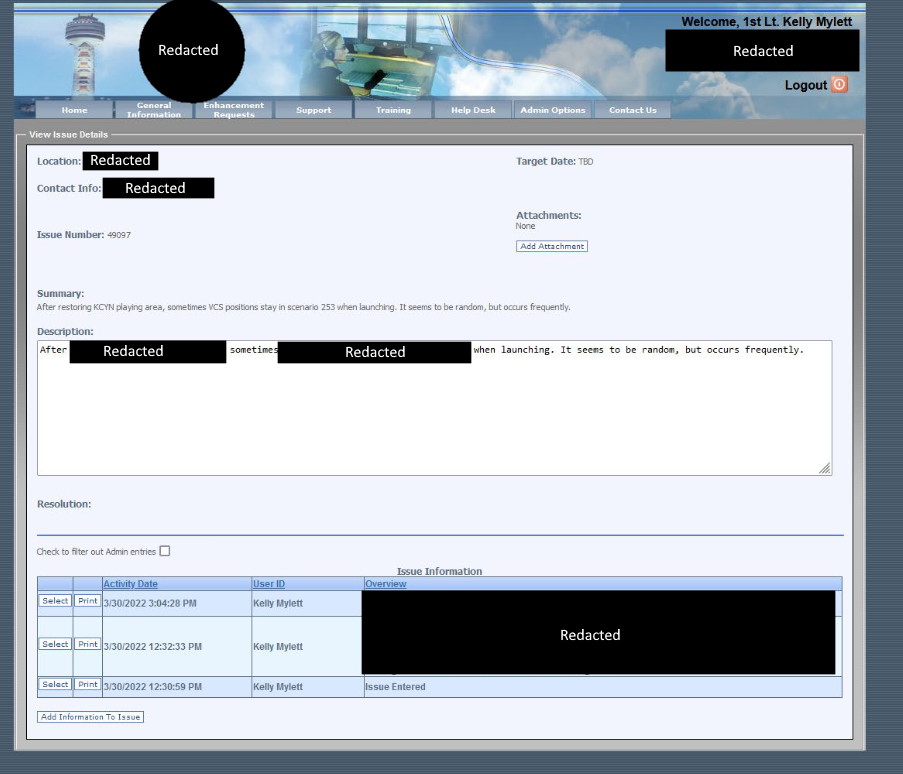 Welcome, 1st Lt. Kelly Mylett
Redacted
Redacted
Logout
Home
General Information
Enhancement Requests
Support
Training
Help Desk
Admin Options
Contact Us
View Issue Details
Location: Redacted
Target Date: TBD
Contact Info: Redacted
Attachments:
None
Issue Number: 49097
Add Attachment
Summary:
After restoring KCYN playing area, sometimes VCS positions stay in scenario 253 when launching. It seems to be random, but occurs frequently.
Description:
After Redacted sometimes Redacted when launching. It seems to be random, but occurs frequently.
Resolution:
Check to filter out Admin entries
Issue Information
Activity Date User ID Overview
Select Print 3/30/2022 3:04:28 PM Kelly Mylett
Redacted
Select Print 3/30/2022 12:32:33 PM Kelly Mylett
Select Print 3/30/2022 12:30:59 PM Kelly Mylett Issue Entered
Add Information To Issue